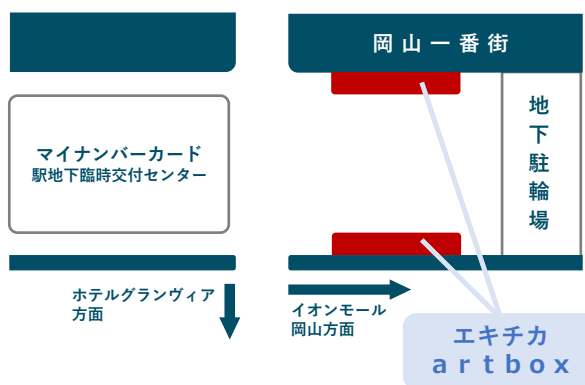 岡山一番街
地下駐輪場
マイナンバーカード
駅地下臨時交付センター
ホテルグランヴィア
方面
イオンモール
岡山方面
エキチカ
artbox